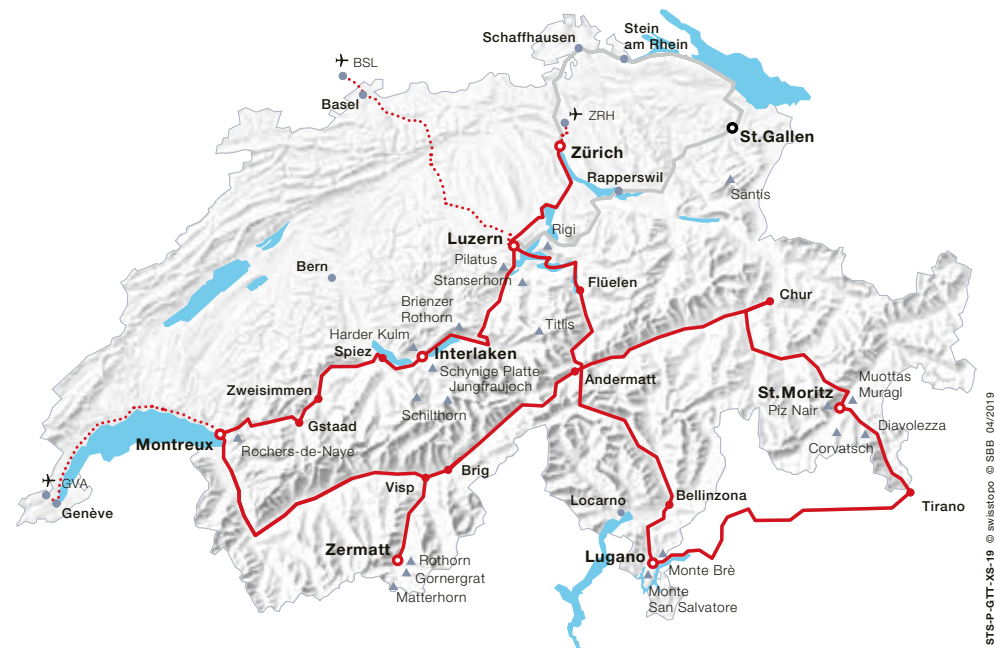 Schaffhausen
Stein
am Rhein
BSL
Basel
ZRH
Zürich
St.Gallen
Rapperswil
Säntis
Luzern
Rigi
Pilatus
Stanserhorn
Bern
Flüelen
Chur
Brienzer
Rothorn
Titlis
Harder Kulm
Spiez
Interlaken
Schynige Platte
Jungfraujoch
Andermatt
Zweisimmen
Schilthorn
St.Moritz
Muottas
Muragl
Piz Nair
Gstaad
Diavolezza
Montreux
Rochers-de-Naye
Corvatsch
Brig
Visp
GVA
Genève
Locarno
Bellinzona
Tirano
Zermatt
Rothorn
Gornergrat
Matterhorn
Lugano
Monte Brè
Monte
San Salvatore
STS-P-GTT-XS-19 © swisstopo © SBB 04/2019